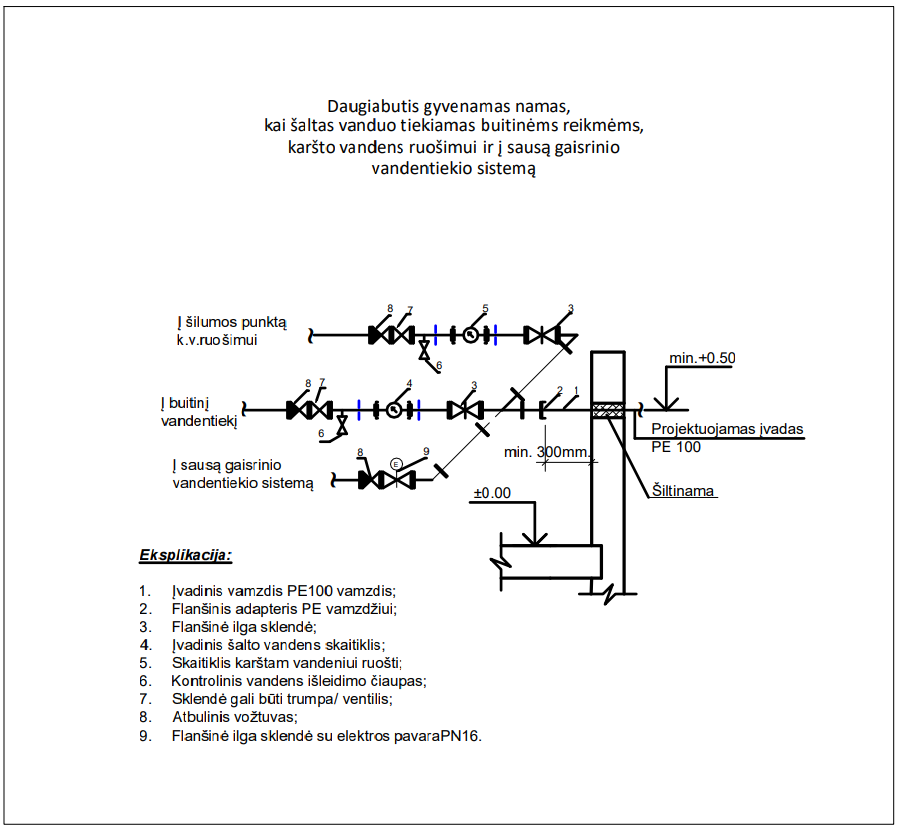 Daugiabutis gyvenamas namas,
kai šaltas vanduo tiekiamas buitinėms reikmėms,
karšto vandens ruošimui ir į sausą gaisrinio
vandentiekio sistemą
Į šilumos punktą
k.v.ruošimui
8
7
5
3
6
Į buitinį
vandentiekį
8
7
4
3
2
1
6
min.+0.50
Projektuojamas įvadas
PE 100
Į sausą gaisrinio
vandentiekio sistemą
8
E
9
min. 300mm.
Šiltinama
±0.00
Eksplikacija:
1. Įvadinis vamzdis PE100 vamzdis;
2. Flanšinis adapteris PE vamzdžiui;
3. Flanšinė ilga sklendė;
4. Įvadinis šalto vandens skaitiklis;
5. Skaitiklis karštam vandeniui ruošti;
6. Kontrolinis vandens išleidimo čiaupas;
7. Sklendė gali būti trumpa/ ventilis;
8. Atbulinis vožtuvas;
9. Flanšinė ilga sklendė su elektros pavaraPN16.